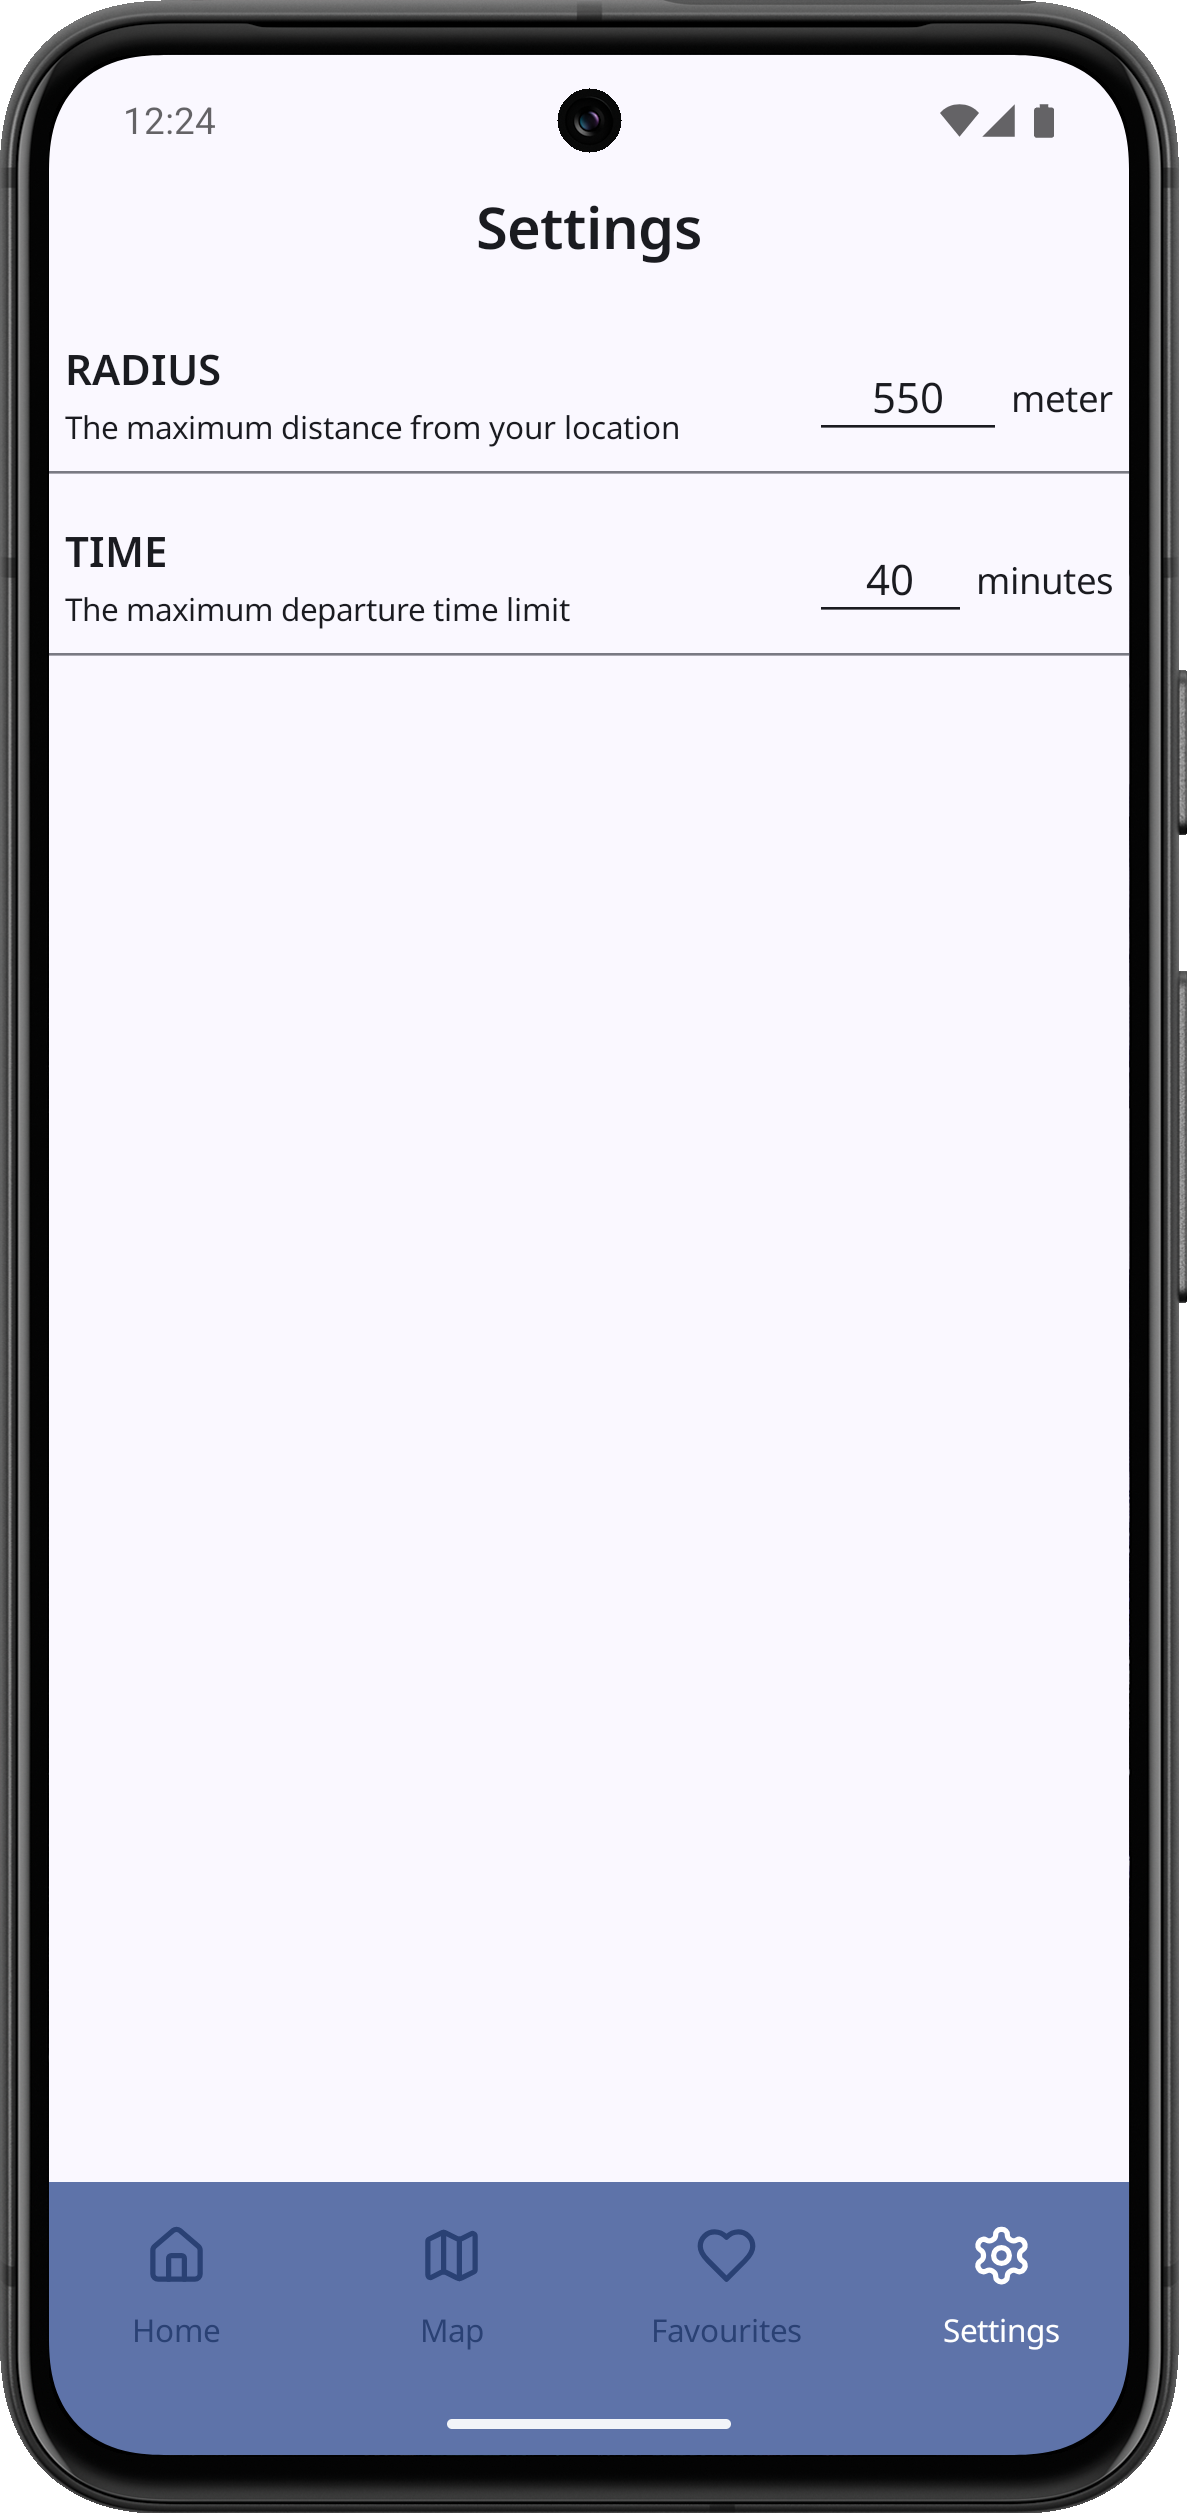 12:24
Settings
RADIUS
The maximum distance from your location
550 meter
TIME
The maximum departure time limit
40 minutes
Home Map Favourites Settings